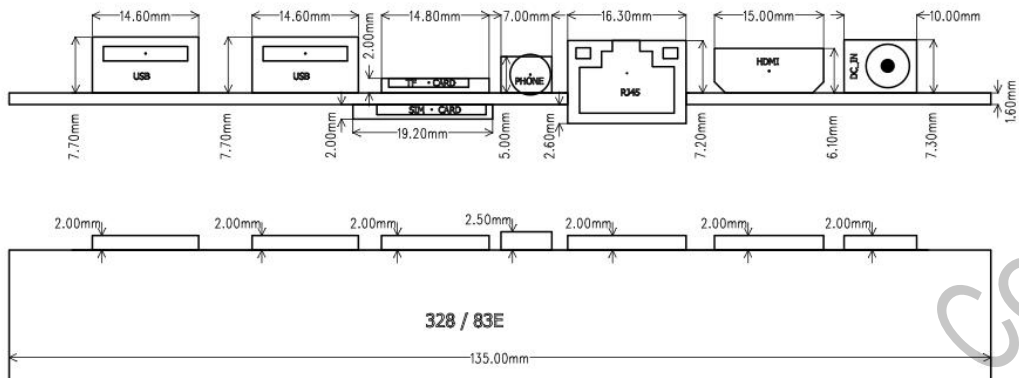 14.60mm 14.60mm 14.80mm 7.00mm 16.30mm 15.00mm 10.00mm
2.00mm
USB USB TF CARD PHONE RJ45 HDMI DC_IN
SIM CARD
19.20mm
7.70mm 7.70mm 2.00mm 5.00mm 2.60mm 7.20mm 6.10mm 7.30mm 1.60mm
2.00mm 2.00mm 2.00mm 2.50mm 2.00mm 2.00mm 2.00mm
328 / 83E
135.00mm